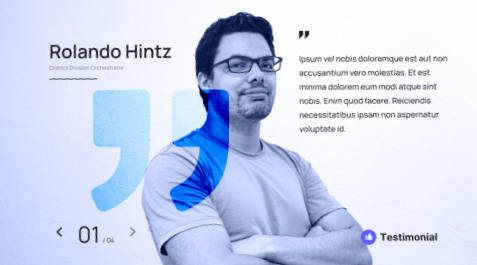 Rolando Hintz
District Division Orchestrator
"
Ipsum vel nobis doloremque est aut non
accusantium vero molestias. Et est
minima dolorem eum modi atque sint
nobis. Enim quod facere. Reiciendis
necessitatibus ipsam non aspernatur
voluptate id.
"
< 01 / 04 >
Testimonial